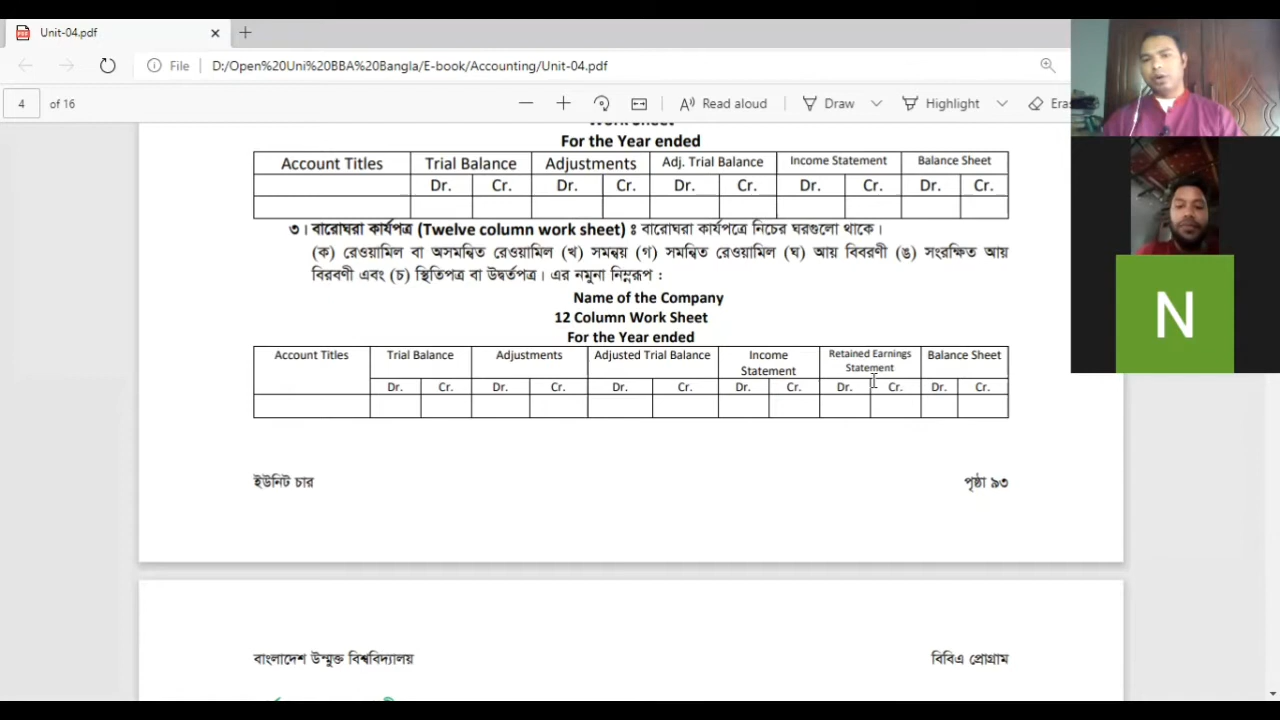 Unit-04.pdf
File | D:/Open%20Uni%20BBA%20Bangla/E-book/Accounting/Unit-04.pdf
4 of 16 Read aloud Draw Highlight
Work Sheet
For the Year ended
Account Titles Trial Balance Adjustments Adj. Trial Balance Income Statement Balance Sheet
Dr. Cr. Dr. Cr. Dr. Cr. Dr. Cr. Dr. Cr.
৩। বারোঘরা কার্যপত্র (Twelve column work sheet) ঃ বারোঘরা কার্যপত্রে নিচের ঘরগুলো থাকে।
(ক) রেওয়ামিল বা অসমন্বিত রেওয়ামিল (খ) সমন্বয় (গ) সমন্বিত রেওয়ামিল (ঘ) আয় বিবরণী (ঙ) সংরক্ষিত আয়
বিরবণী এবং (চ) স্থিতিপত্র বা উদ্বর্তপত্র। এর নমুনা নিম্নরূপ :
Name of the Company
12 Column Work Sheet
For the Year ended
Account Titles Trial Balance Adjustments Adjusted Trial Balance Income Statement Retained Earnings Statement Balance Sheet
Dr. Cr. Dr. Cr. Dr. Cr. Dr. Cr. Dr. Cr. Dr. Cr.
ইউনিট চার পৃষ্ঠা ৯৩
বাংলাদেশ উন্মুক্ত বিশ্ববিদ্যালয় বিবিএ প্রোগ্রাম
N